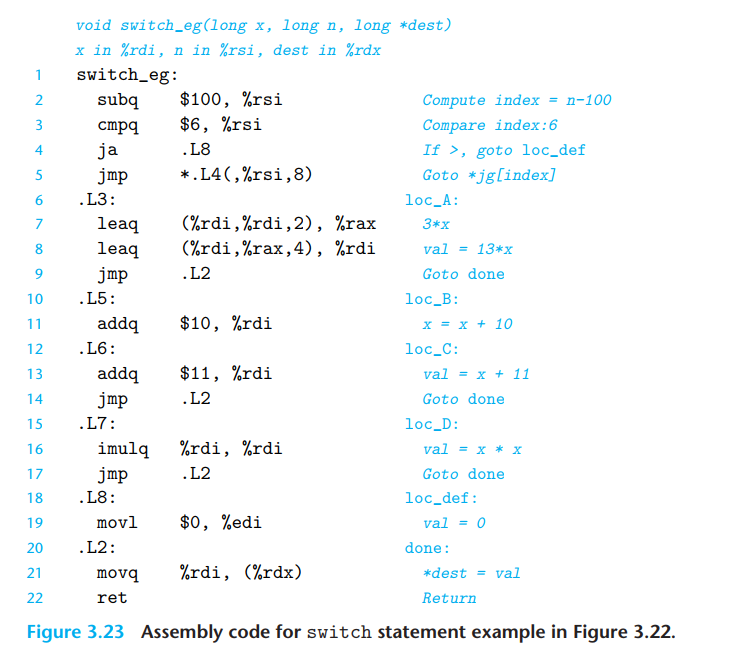 void switch_eg(long x, long n, long *dest)
x in %rdi, n in %rsi, dest in %rdx
1 switch_eg:
2 subq $100, %rsi Compute index = n-100
3 cmpq $6, %rsi Compare index:6
4 ja .L8 If >, goto loc_def
5 jmp *.L4(,%rsi,8) Goto *jg[index]
6 .L3: loc_A:
7 leaq (%rdi,%rdi,2), %rax 3*x
8 leaq (%rdi,%rax,4), %rdi val = 13*x
9 jmp .L2 Goto done
10 .L5: loc_B:
11 addq $10, %rdi x = x + 10
12 .L6: loc_C:
13 addq $11, %rdi val = x + 11
14 jmp .L2 Goto done
15 .L7: loc_D:
16 imulq %rdi, %rdi val = x * x
17 jmp .L2 Goto done
18 .L8: loc_def:
19 movl $0, %edi val = 0
20 .L2: done:
21 movq %rdi, (%rdx) *dest = val
22 ret Return
Figure 3.23 Assembly code for switch statement example in Figure 3.22.